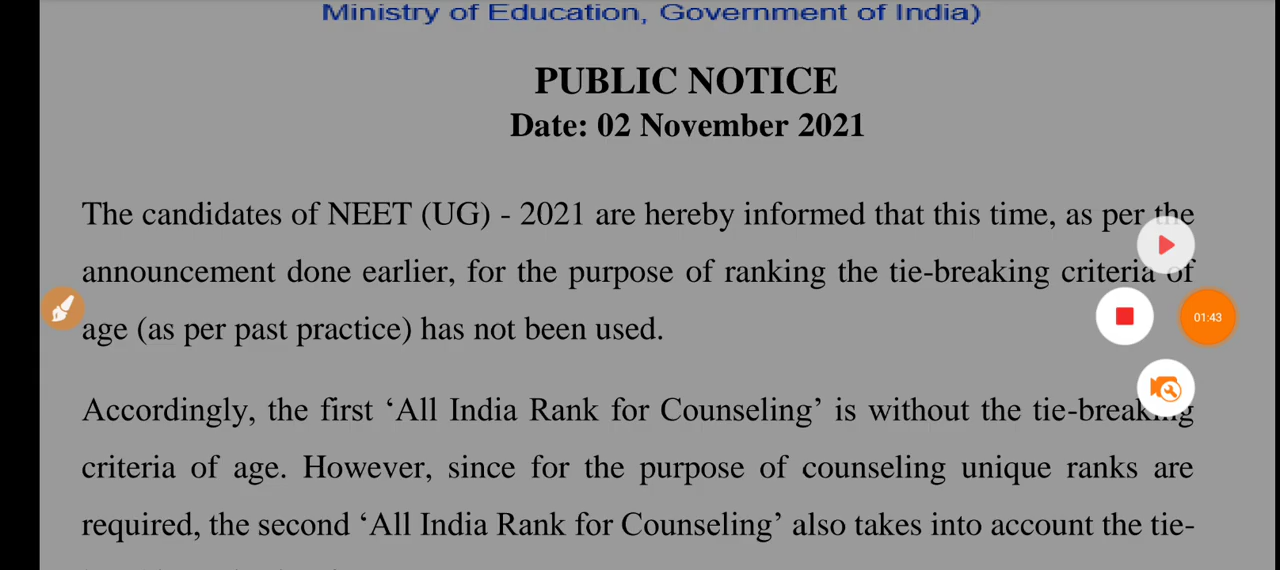 Ministry of Education, Government of India)
PUBLIC NOTICE
Date: 02 November 2021
The candidates of NEET (UG) - 2021 are hereby informed that this time, as per the
announcement done earlier, for the purpose of ranking the tie-breaking criteria of
age (as per past practice) has not been used.
01:43
Accordingly, the first ‘All India Rank for Counseling’ is without the tie-breaking
criteria of age. However, since for the purpose of counseling unique ranks are
required, the second ‘All India Rank for Counseling’ also takes into account the tie-